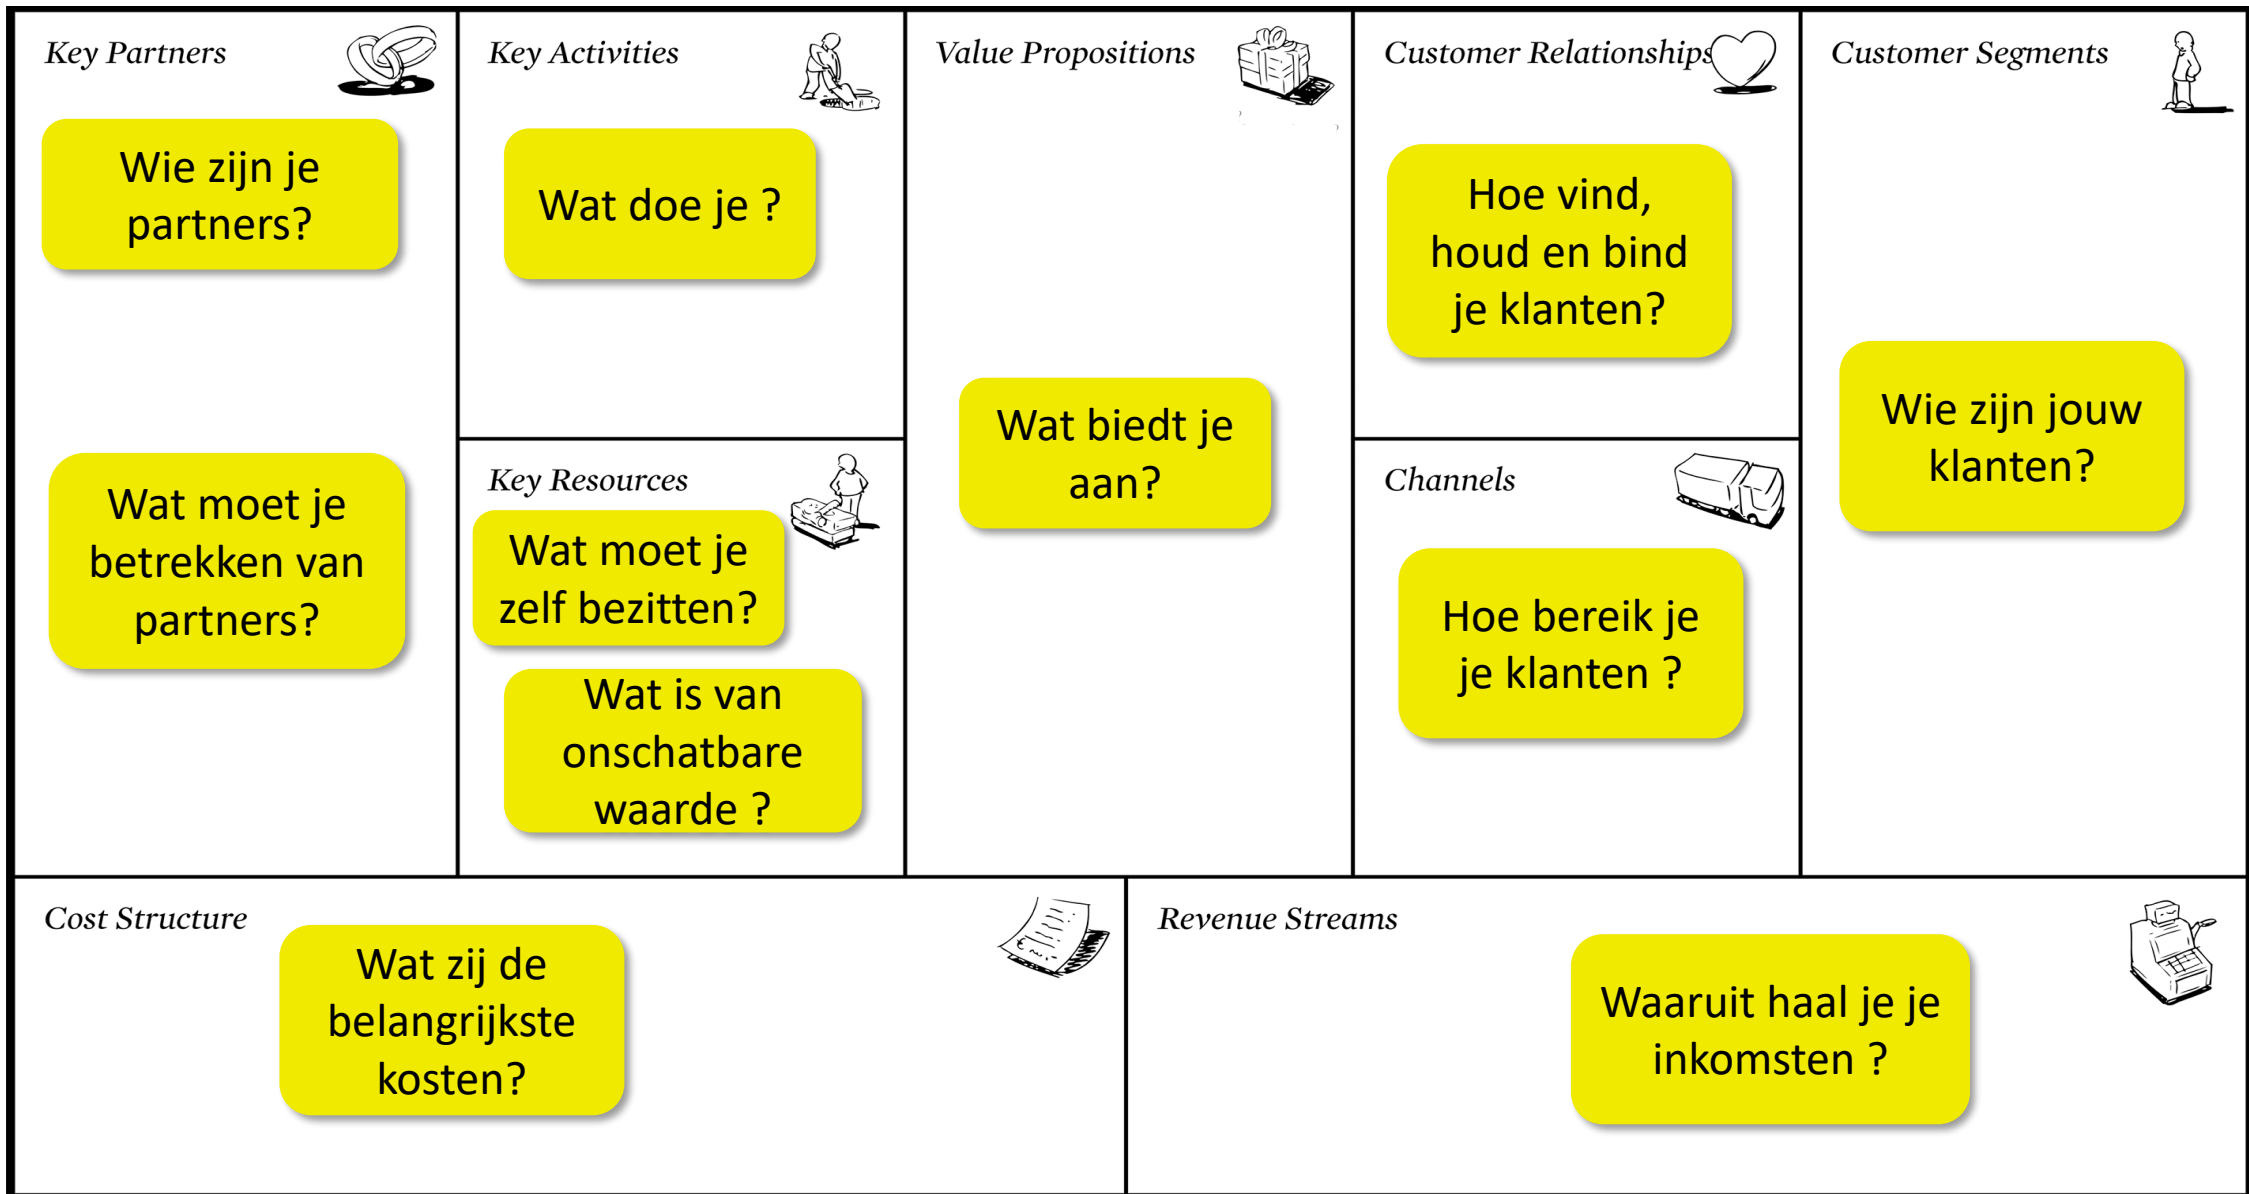 Key Partners
Wie zijn je
partners?
Wat moet je
betrekken van
partners?
Key Activities
Wat doe je ?
Key Resources
Wat moet je
zelf bezitten?
Wat is van
onschatbare
waarde ?
Value Propositions
Wat biedt je
aan?
Customer Relationships
Hoe vind,
houd en bind
je klanten?
Channels
Hoe bereik je
je klanten ?
Customer Segments
Wie zijn jouw
klanten?
Cost Structure
Wat zij de
belangrijkste
kosten?
Revenue Streams
Waaruit haal je je
inkomsten ?